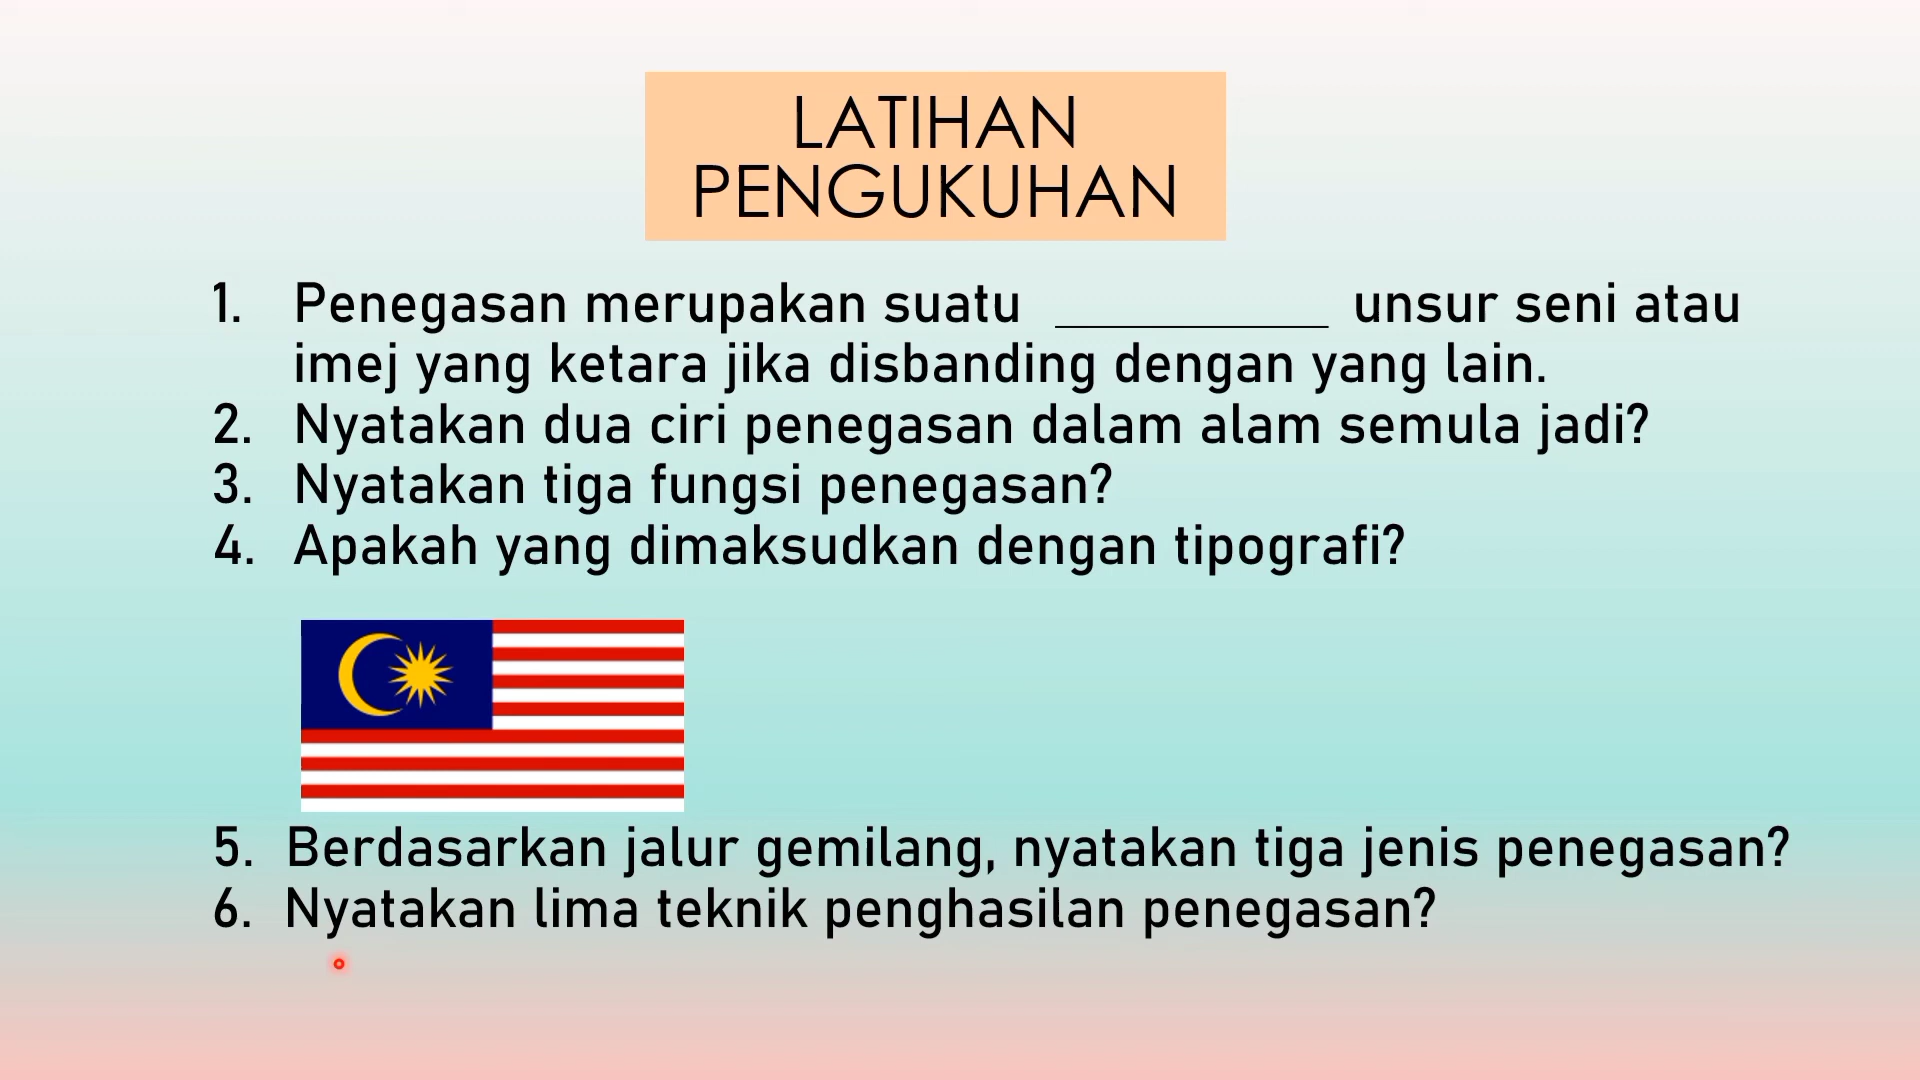 LATIHAN
PENGUKUHAN
1. Penegasan merupakan suatu __________ unsur seni atau
imej yang ketara jika disbanding dengan yang lain.
2. Nyatakan dua ciri penegasan dalam alam semula jadi?
3. Nyatakan tiga fungsi penegasan?
4. Apakah yang dimaksudkan dengan tipografi?
5. Berdasarkan jalur gemilang, nyatakan tiga jenis penegasan?
6. Nyatakan lima teknik penghasilan penegasan?